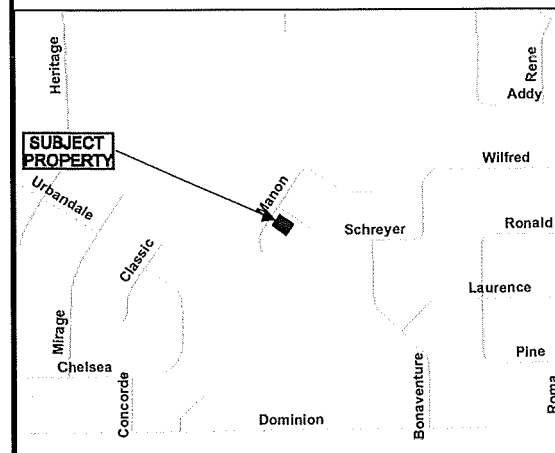 Heritage
Rene
Addy
SUBJECT
PROPERTY
Wilfred
Urbandale
Manon
Schreyer
Ronald
Classic
Laurence
Mirage
Pine
Chelsea
Concorde
Dominion
Bonaventure
Roma